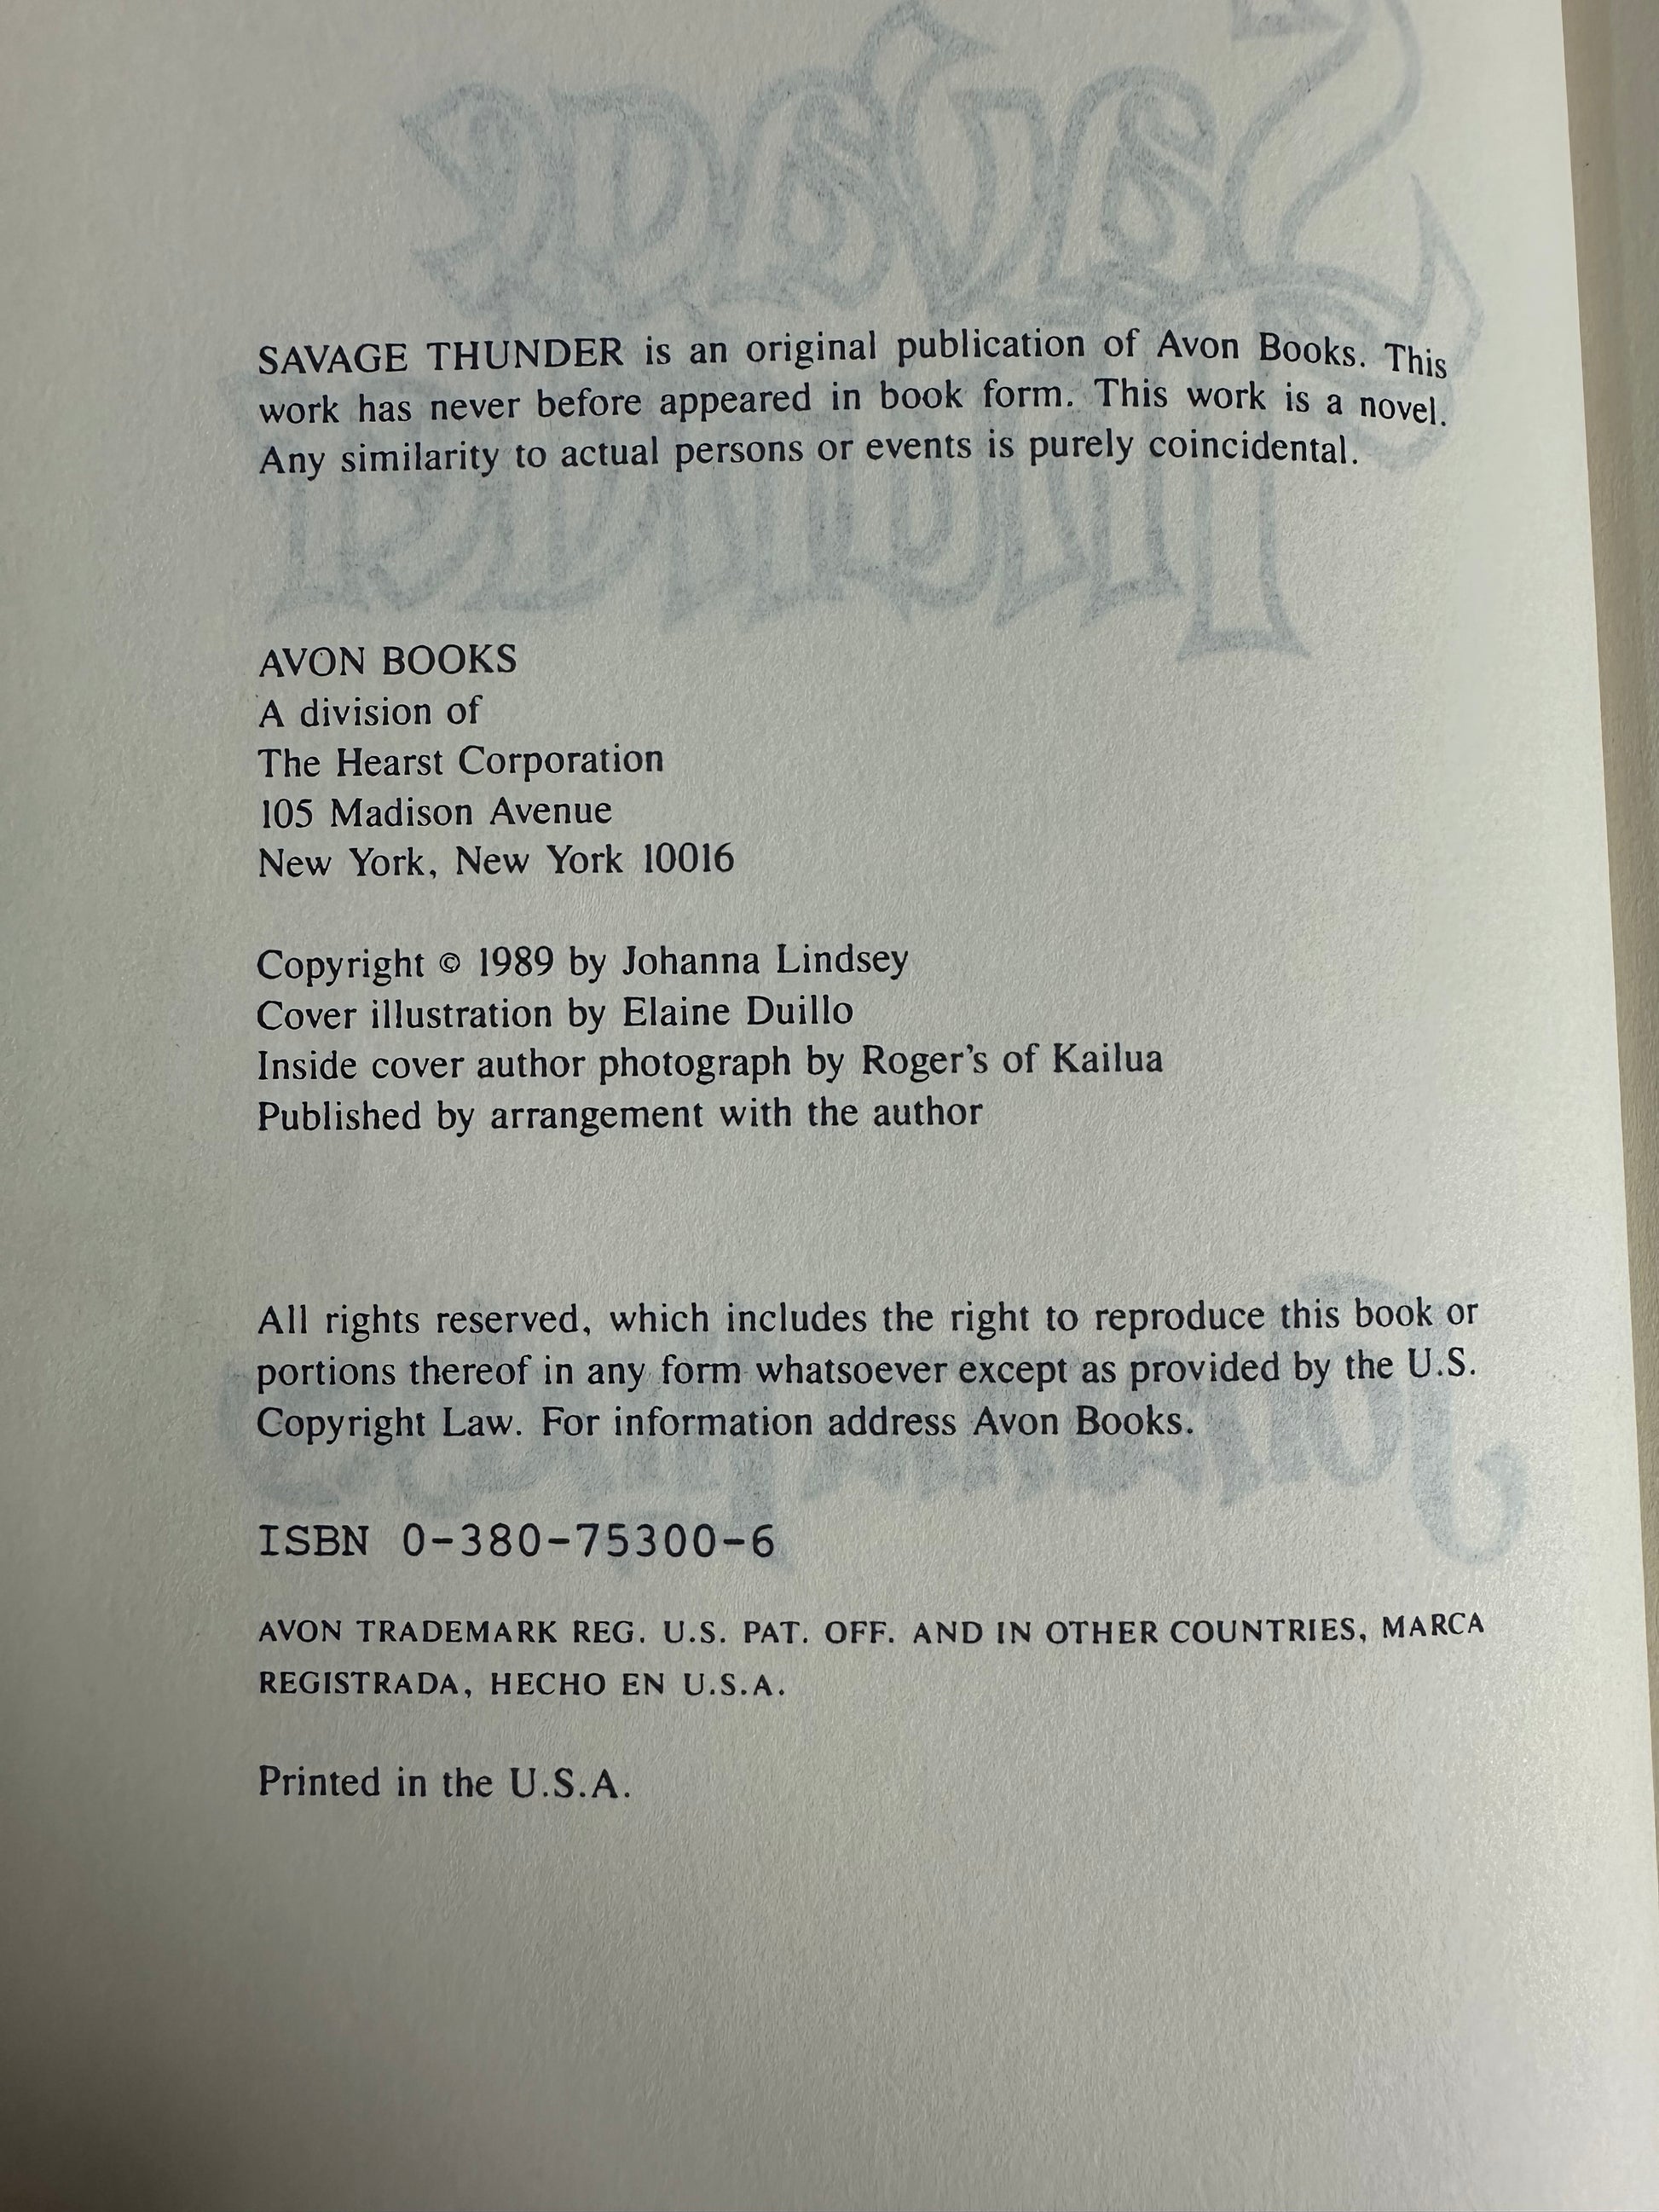 SAVAGE THUNDER is an original publication of Avon Books. This
work has never before appeared in book form. This work is a novel.
Any similarity to actual persons or events is purely coincidental.
AVON BOOKS
A division of
The Hearst Corporation
105 Madison Avenue
New York, New York 10016
Copyright © 1989 by Johanna Lindsey
Cover illustration by Elaine Duillo
Inside cover author photograph by Roger's of Kailua
Published by arrangement with the author
All rights reserved, which includes the right to reproduce this book or
portions thereof in any form whatsoever except as provided by the U.S.
Copyright Law. For information address Avon Books.
ISBN 0-380-75300-6
AVON TRADEMARK REG. U.S. PAT. OFF. AND IN OTHER COUNTRIES, MARCA
REGISTRADA, HECHO EN U.S.A.
Printed in the U.S.A.